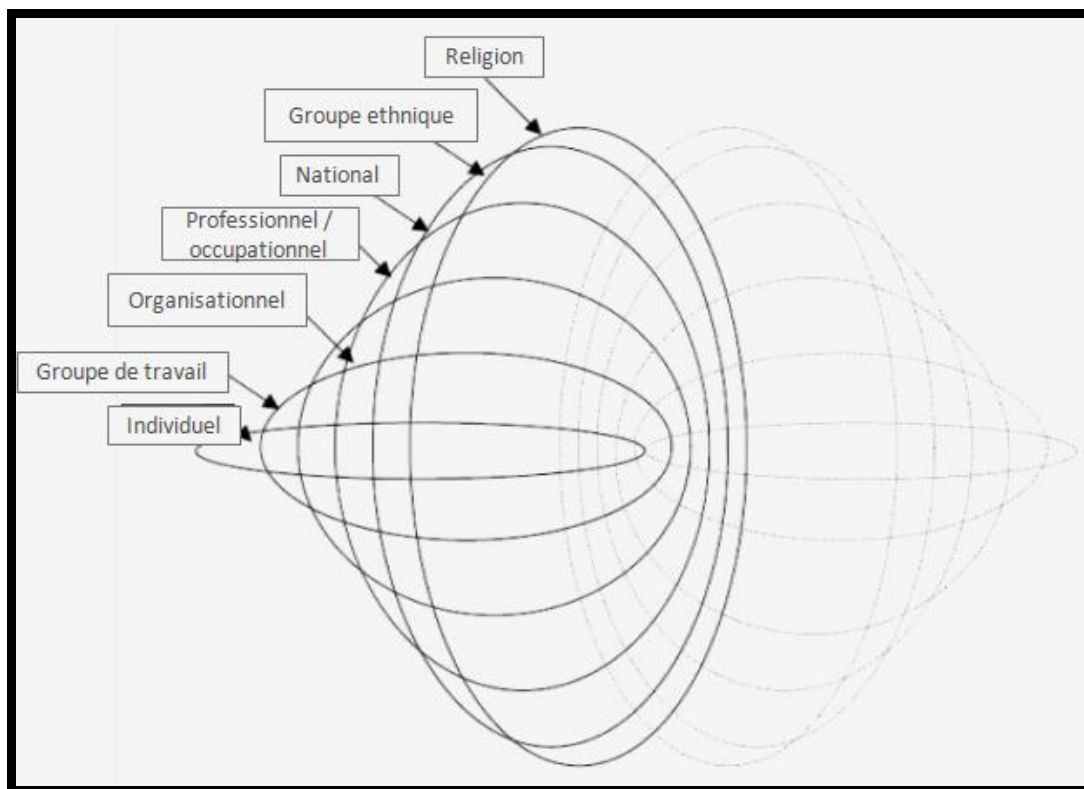 Religion
Groupe ethnique
National
Professionnel /
occupationnel
Organisationnel
Groupe de travail
Individuel